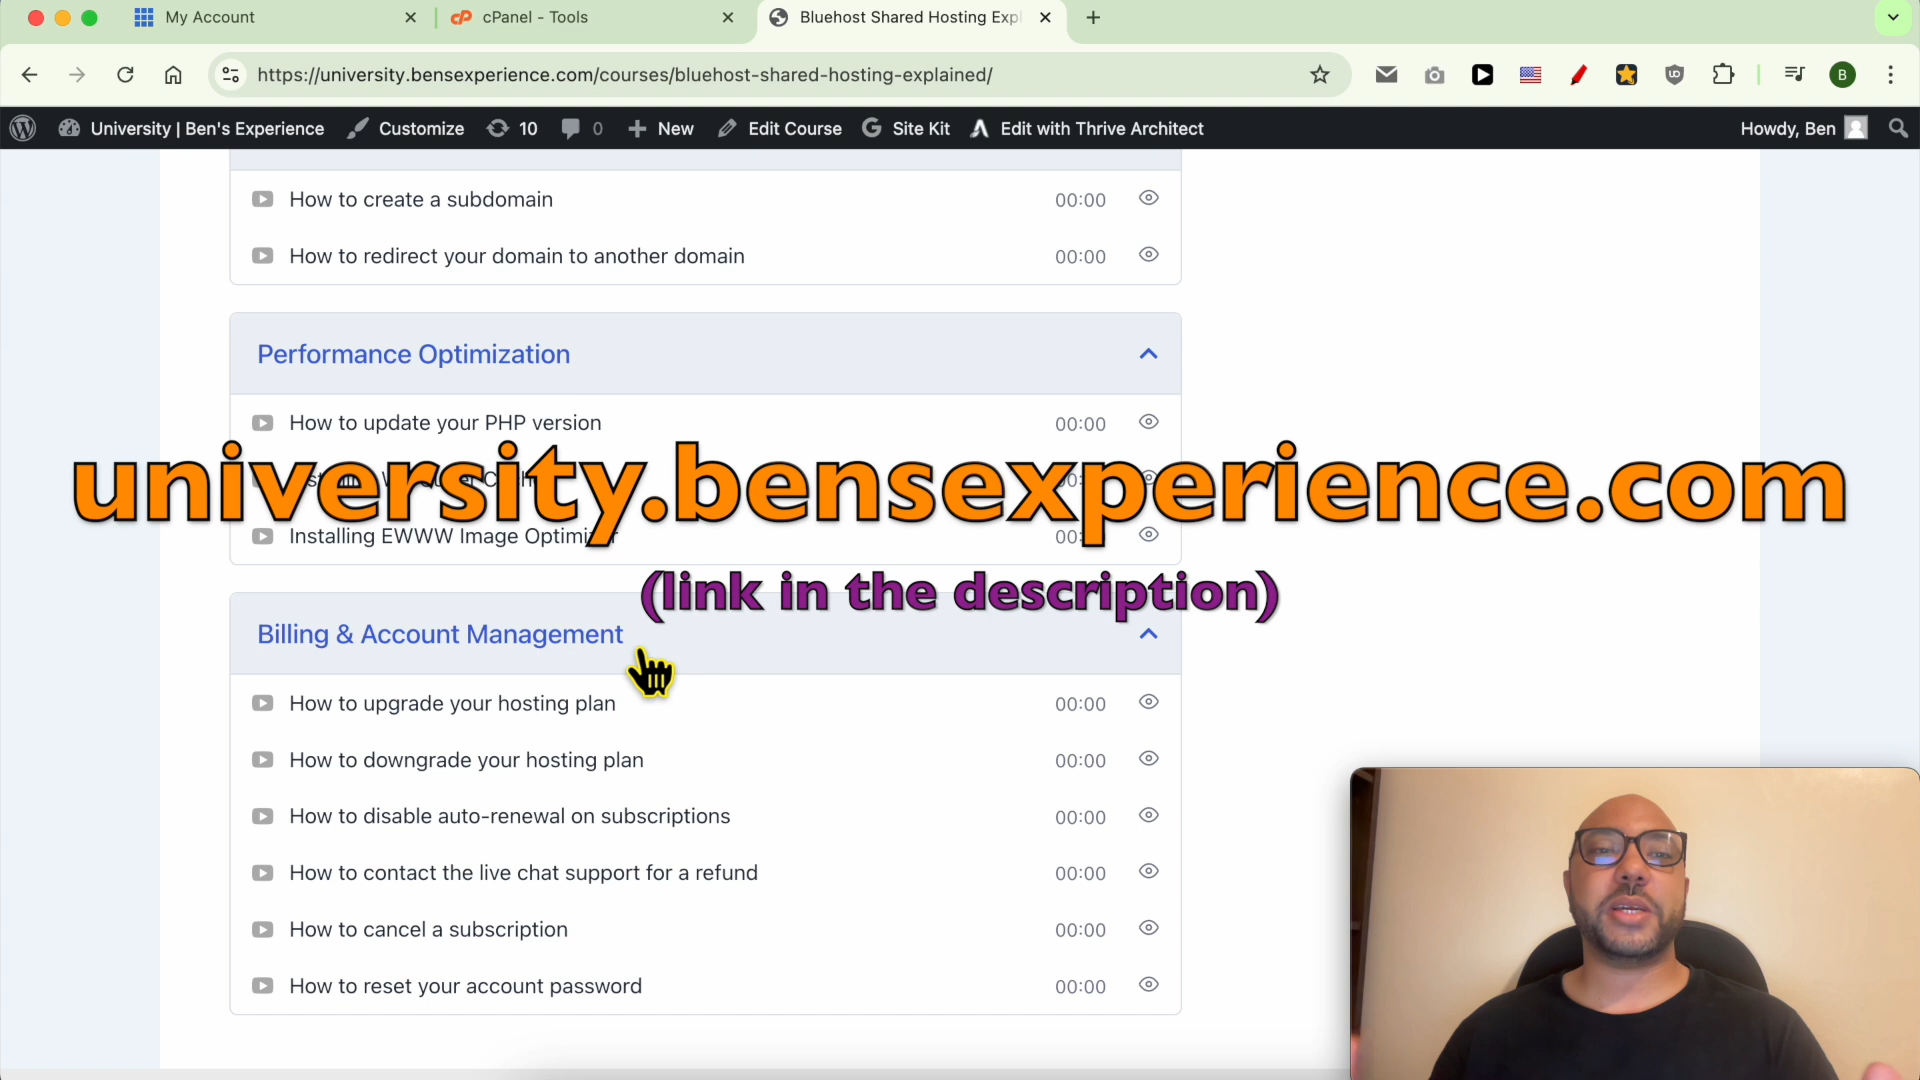 My Account
cPanel - Tools
Bluehost Shared Hosting Exp
https://university.bensexperience.com/courses/bluehost-shared-hosting-explained/
B
University | Ben's Experience
Customize
10
0
New
Edit Course
Site Kit
Edit with Thrive Architect
Howdy, Ben
How to create a subdomain 00:00
How to redirect your domain to another domain 00:00
Performance Optimization
How to update your PHP version 00:00
university.bensexperience.com
Installing EWWW Image Optimizer
(link in the description)
Billing & Account Management
How to upgrade your hosting plan 00:00
How to downgrade your hosting plan 00:00
How to disable auto-renewal on subscriptions 00:00
How to contact the live chat support for a refund 00:00
How to cancel a subscription 00:00
How to reset your account password 00:00